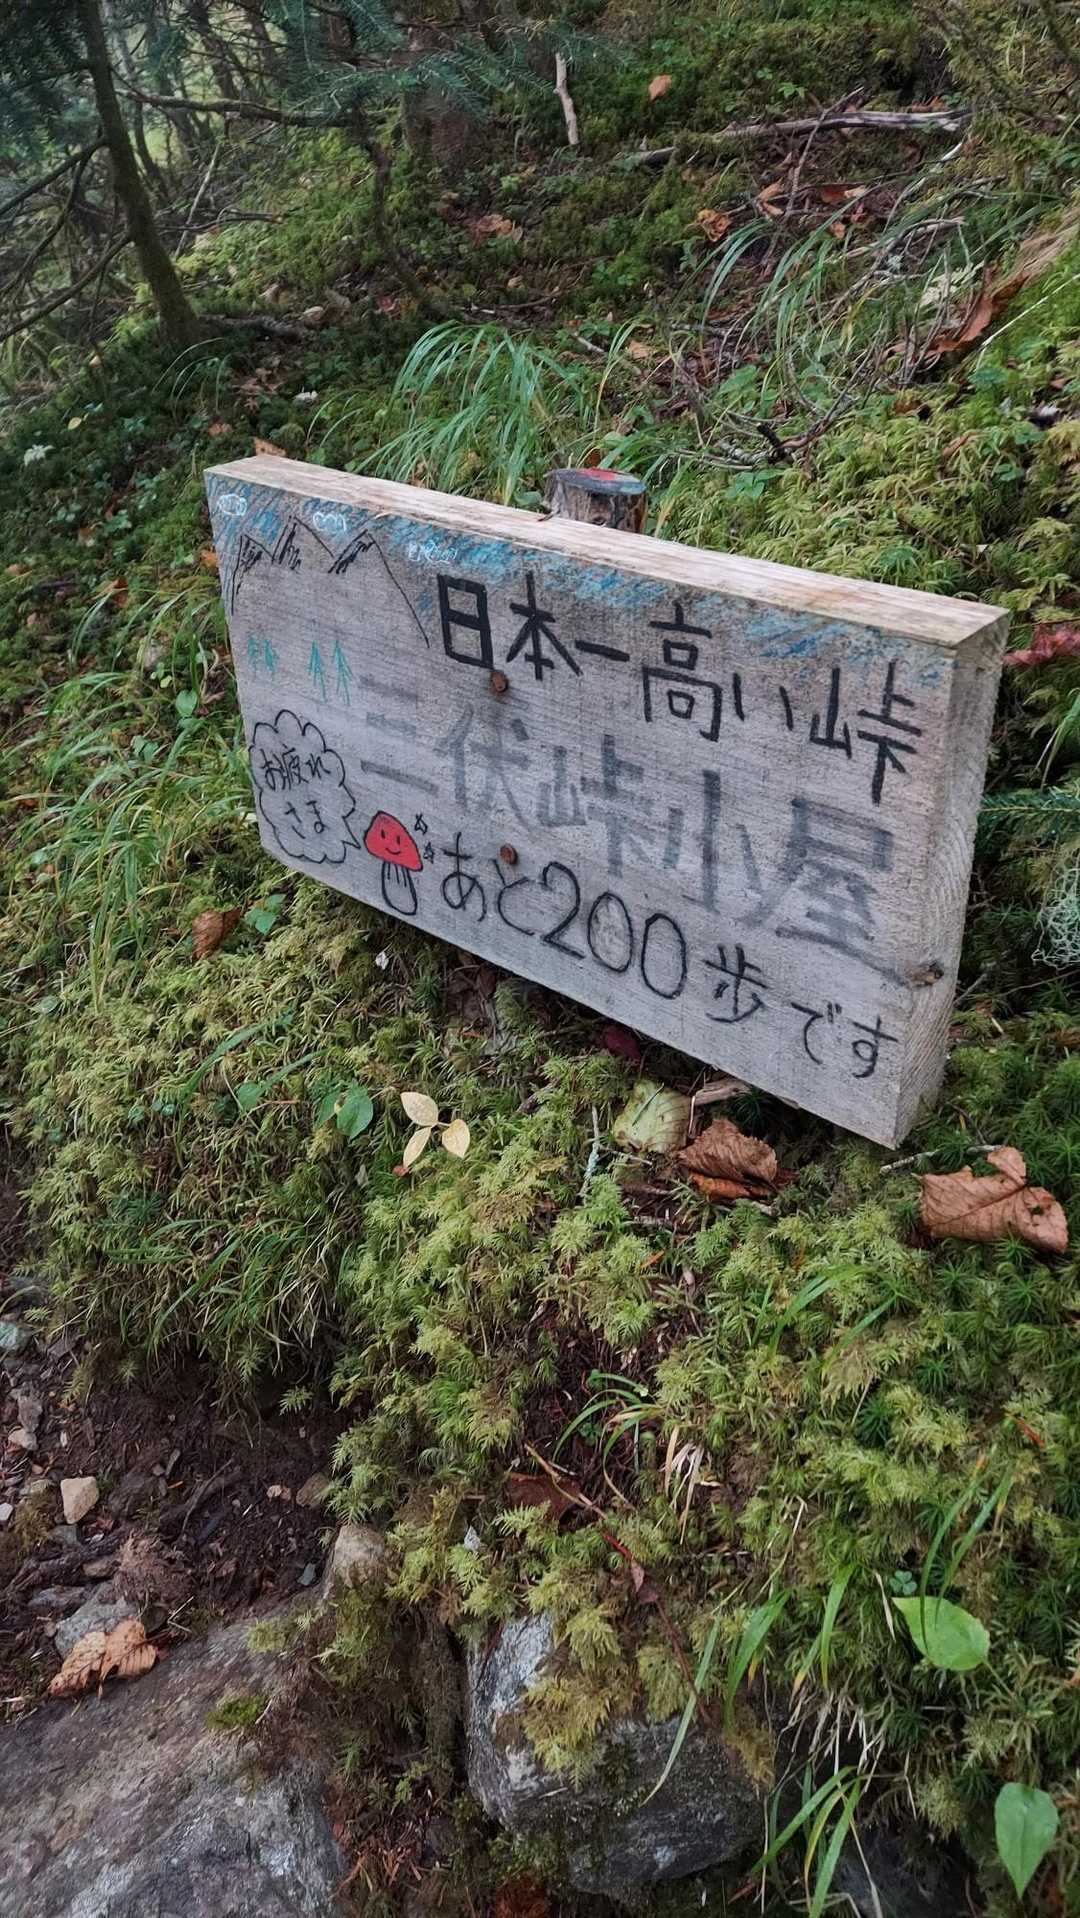 日本一高い峠
三伏峠小屋
お疲れ
さま
あと200歩です